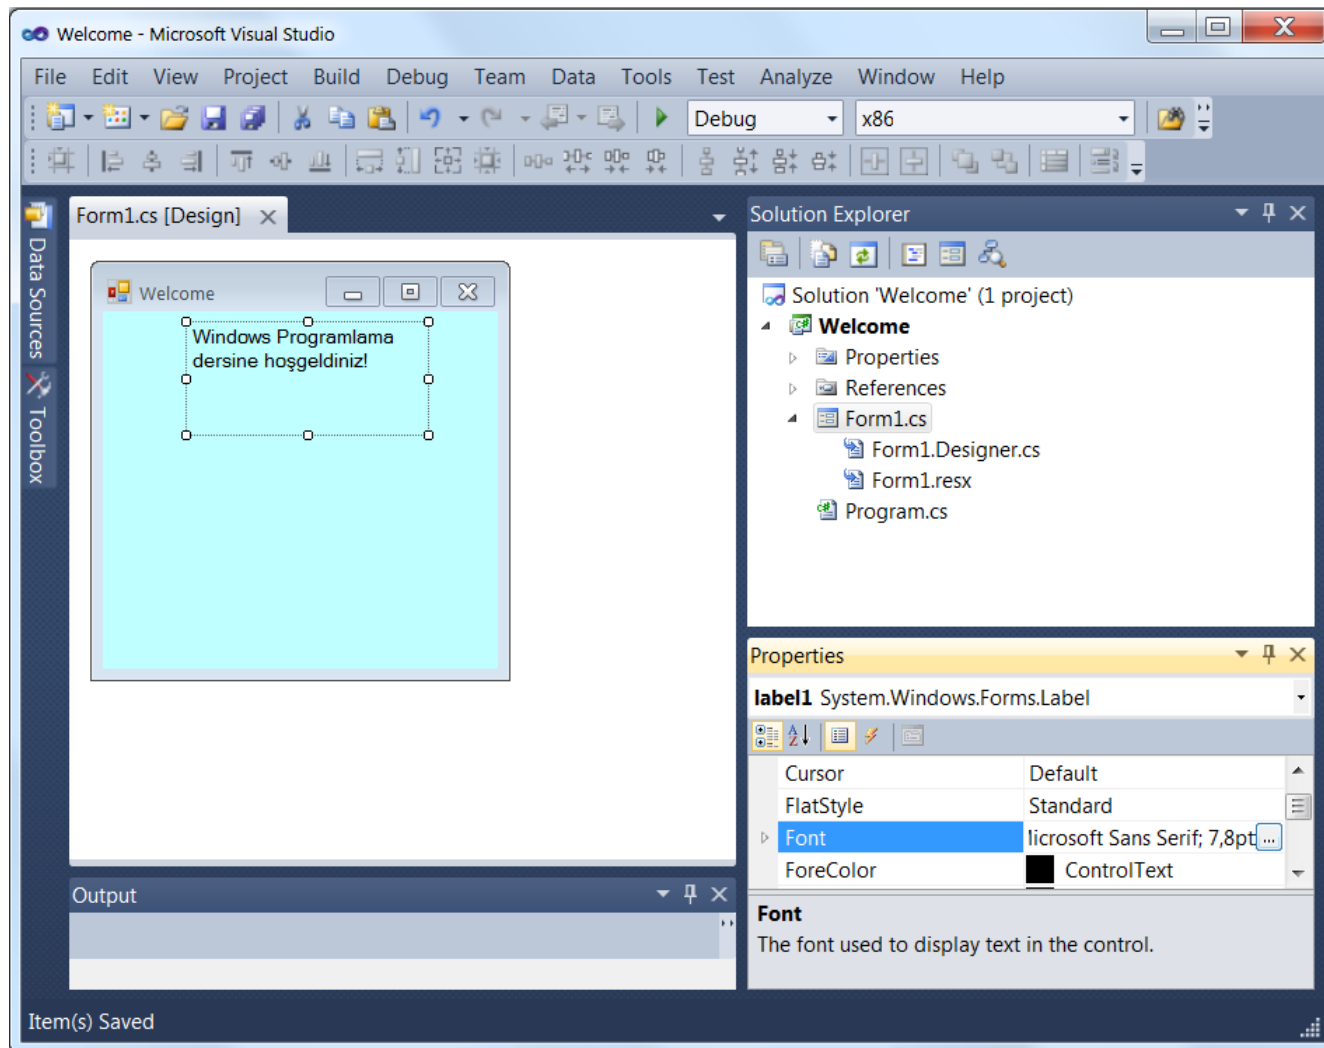 Welcome - Microsoft Visual Studio
File Edit View Project Build Debug Team Data Tools Test Analyze Window Help
Debug x86
Data Sources
Toolbox
Form1.cs [Design]
Welcome
Windows Programlama
dersine hoşgeldiniz!
Output
Solution Explorer
Solution 'Welcome' (1 project)
Welcome
Properties
References
Form1.cs
Form1.Designer.cs
Form1.resx
Program.cs
Properties
label1 System.Windows.Forms.Label
Cursor Default
FlatStyle Standard
Font licrosoft Sans Serif; 7,8pt ...
ForeColor ControlText
Font
The font used to display text in the control.
Item(s) Saved